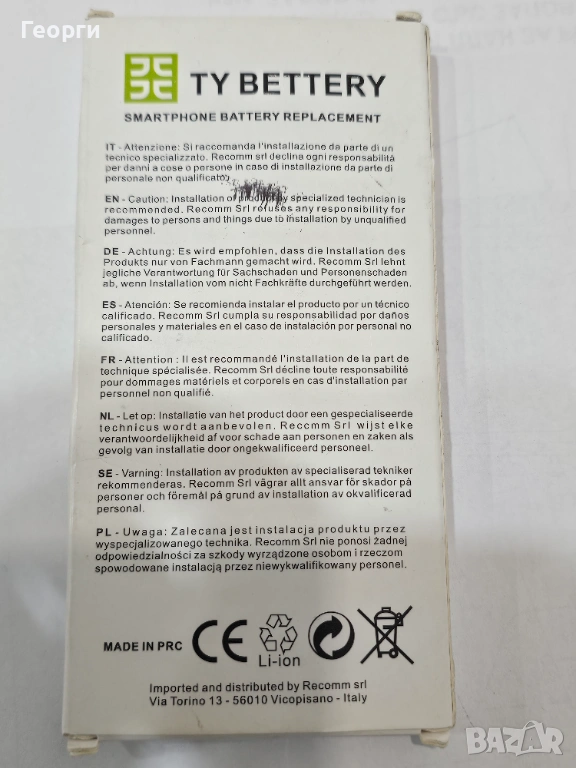 Георги
TY BETTERY
SMARTPHONE BATTERY REPLACEMENT
IT - Attenzione: Si raccomanda l'installazione da parte di un
tecnico specializzato. Recomm srl declina ogni responsabilità
per danni a cose o persone in caso di installazione da parte di
personale non qualificato.
EN - Caution: Installation of product by specialized technician is
recommended. Recomm Srl refuses any responsibility for
damages to persons and things due to installation by unqualified
personnel.
DE - Achtung: Es wird empfohlen, dass die Installation des
Produkts nur von Fachmann gemacht wird. Recomm Srl lehnt
jegliche Verantwortung für Sachschaden und Personenschaden
ab, wenn Installation vom nicht Fachkräfte durchgeführt werden.
ES - Atención: Se recomienda instalar el producto por un técnico
calificado. Recomm Srl cumpla su responsabilidad por daños
personales y materiales en el caso de instalación por personal no
calificado.
FR - Attention : Il est recommandé l'installation de la part de
technique spécialisée. Recomm Srl décline toute responsabilité
pour dommages matériels et corporels en cas d'installation par
personnel non qualifié.
NL - Let op: Installatie van het product door een gespecialiseerde
technicus wordt aanbevolen. Recomm Srl wijst elke
verantwoordelijkheid af voor schade aan personen en zaken als
gevolg van installatie door ongekwalificeerd personeel.
SE - Varning: Installation av produkten av specialiserad tekniker
rekommenderas. Recomm Srl vägrar allt ansvar för skador på
personer och föremål på grund av installation av okvalificerad
personal.
PL - Uwaga: Zalecana jest instalacja produktu przez
wyspecjalizowanego technika. Recomm Srl nie ponosi żadnej
odpowiedzialności za szkody wyrządzone osobom i rzeczom
spowodowane instalacją przez niewykwalifikowany personel.
MADE IN PRC
CE
Li-ion
Imported and distributed by Recomm srl
Via Torino 13 - 56010 Vicopisano - Italy
BAZAR